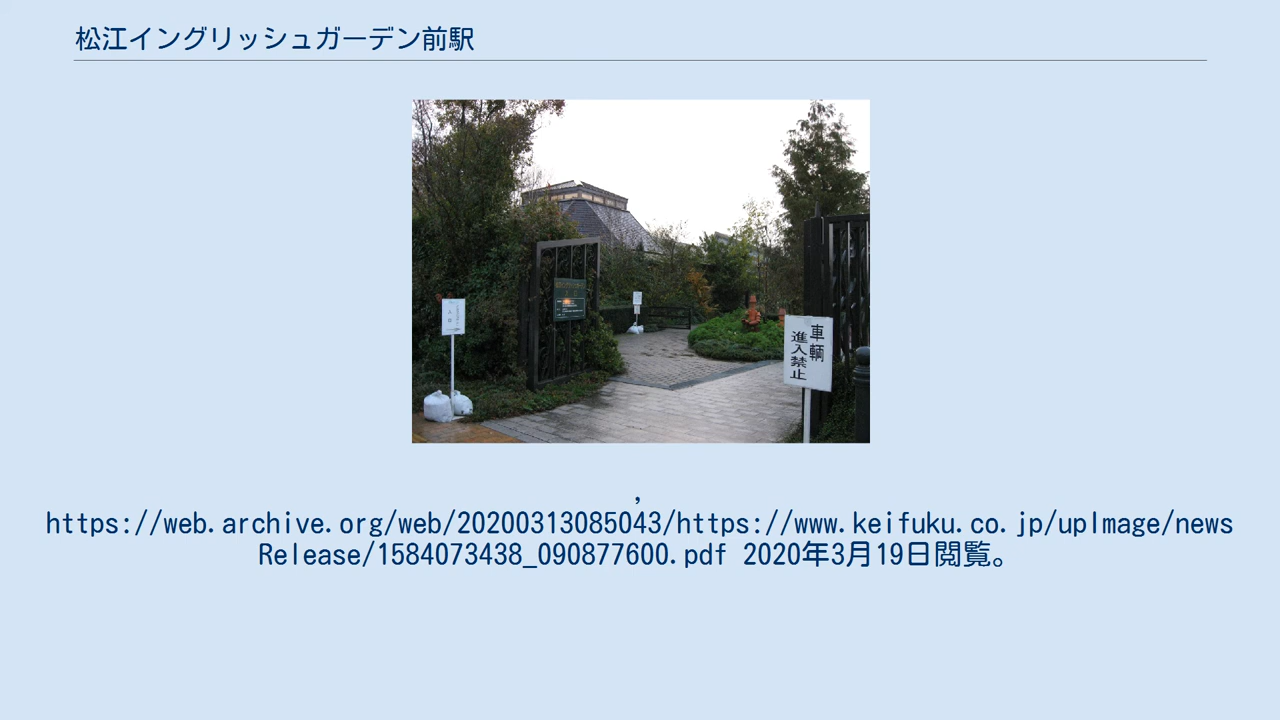 松江イングリッシュガーデン前駅
車輌
進入禁止
,
https://web.archive.org/web/20200313085043/https://www.keifuku.co.jp/upImage/news
Release/1584073438_090877600.pdf 2020年3月19日閲覧。